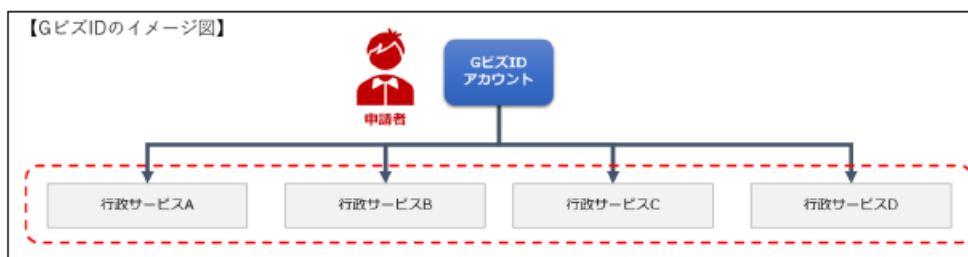 【GビズIDのイメージ図】
GビズID
アカウント
申請者
行政サービスA
行政サービスB
行政サービスC
行政サービスD